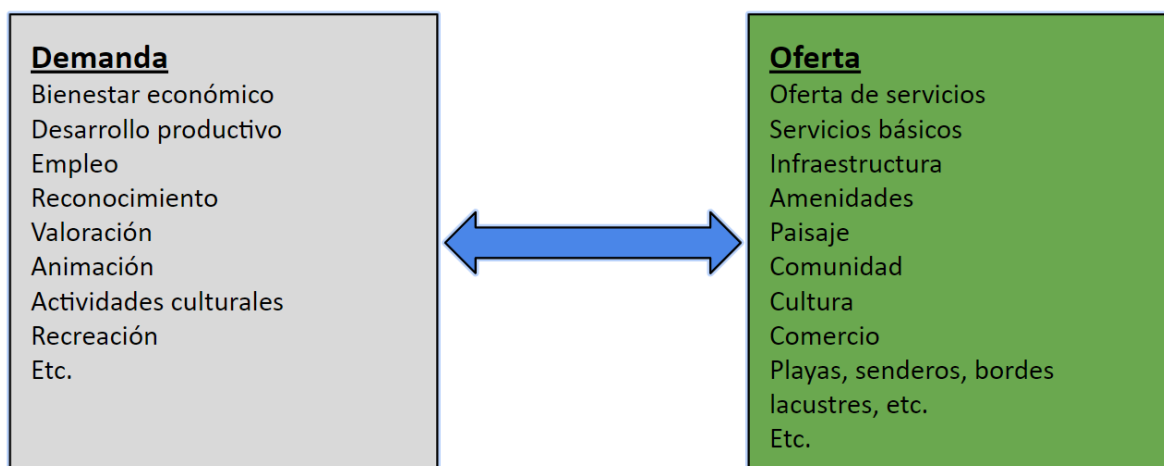 Demanda
Bienestar económico
Desarrollo productivo
Empleo
Reconocimiento
Valoración
Animación
Actividades culturales
Recreación
Etc.
Oferta
Oferta de servicios
Servicios básicos
Infraestructura
Amenidades
Paisaje
Comunidad
Cultura
Comercio
Playas, senderos, bordes
lacustres, etc.
Etc.